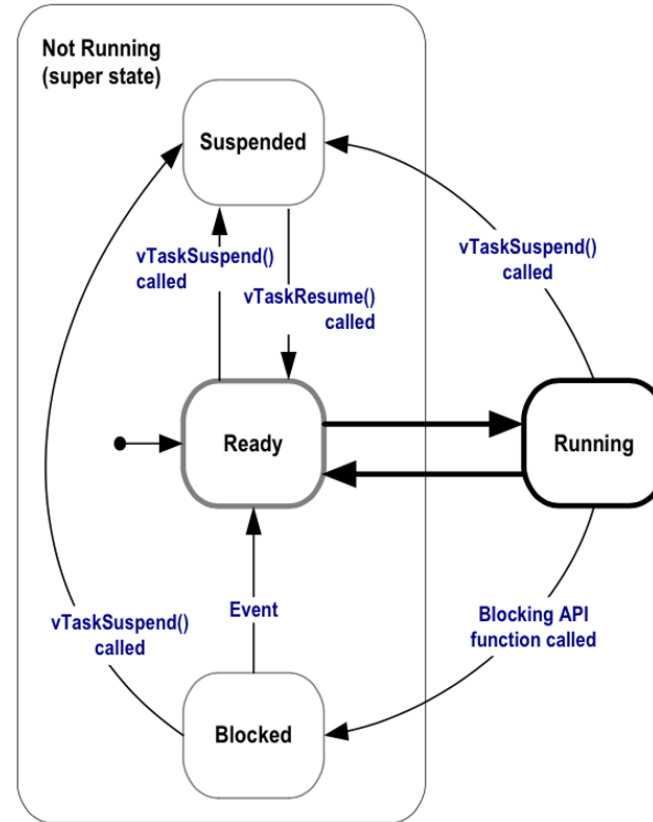 Not Running
(super state)
Suspended
vTaskSuspend()
called
vTaskSuspend()
called
vTaskResume()
called
Ready
Running
Event
vTaskSuspend()
called
Blocking API
function called
Blocked